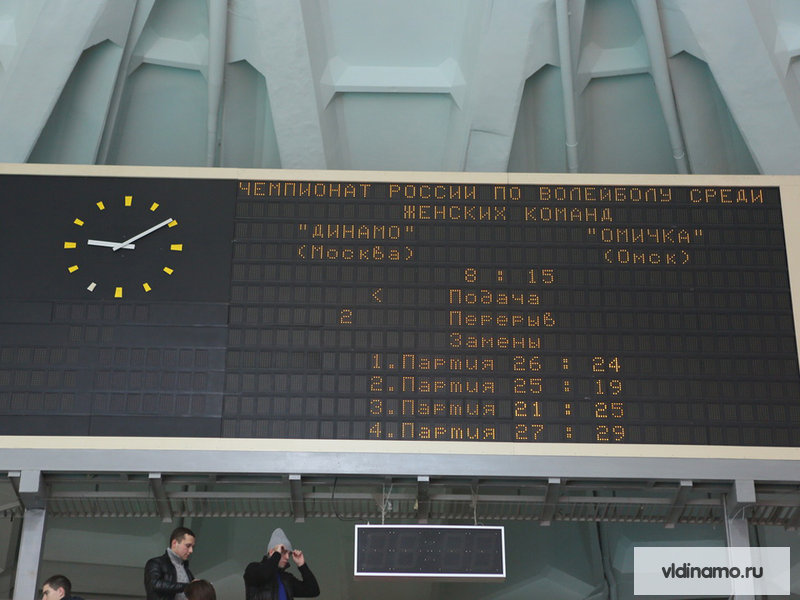 ЧЕМПИОНАТ РОССИИ ПО ВОЛЕЙБОЛУ СРЕДИ
ЖЕНСКИХ КОМАНД
"ДИНАМО" "ОМИЧКА"
(Москва) (Омск)
8 : 15
< Подача
2 Перерыв
Замены
1.Партия 26 : 24
2.Партия 25 : 19
3.Партия 21 : 25
4.Партия 27 : 29
vldinamo.ru